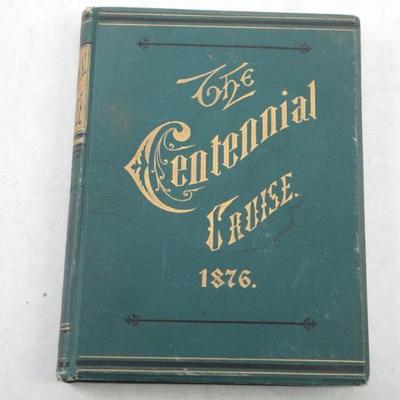 The
Centennial
Cruise.
1876.